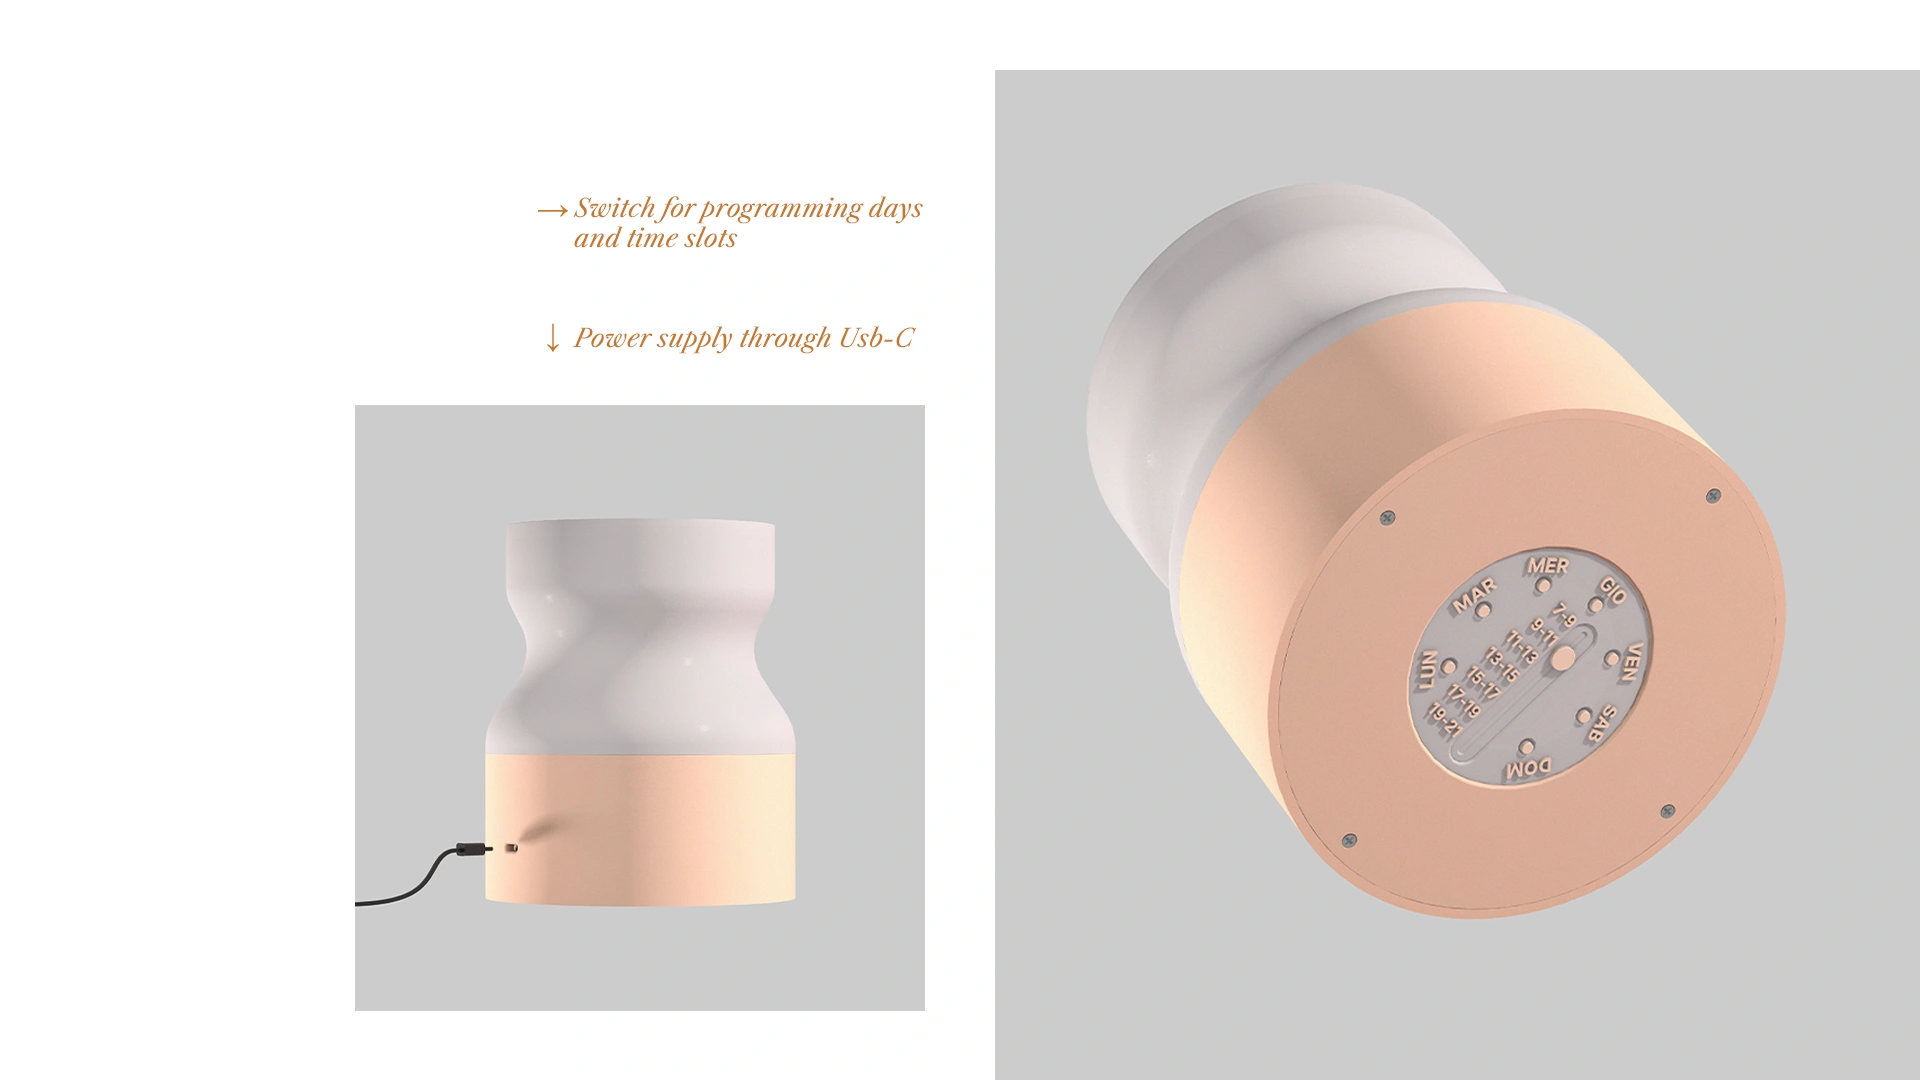 → Switch for programming days
and time slots
↓ Power supply through Usb-C
LUN
MAR
MER
GIO
VEN
SAB
DOM
7-9
9-11
11-13
13-15
15-17
17-19
19-21